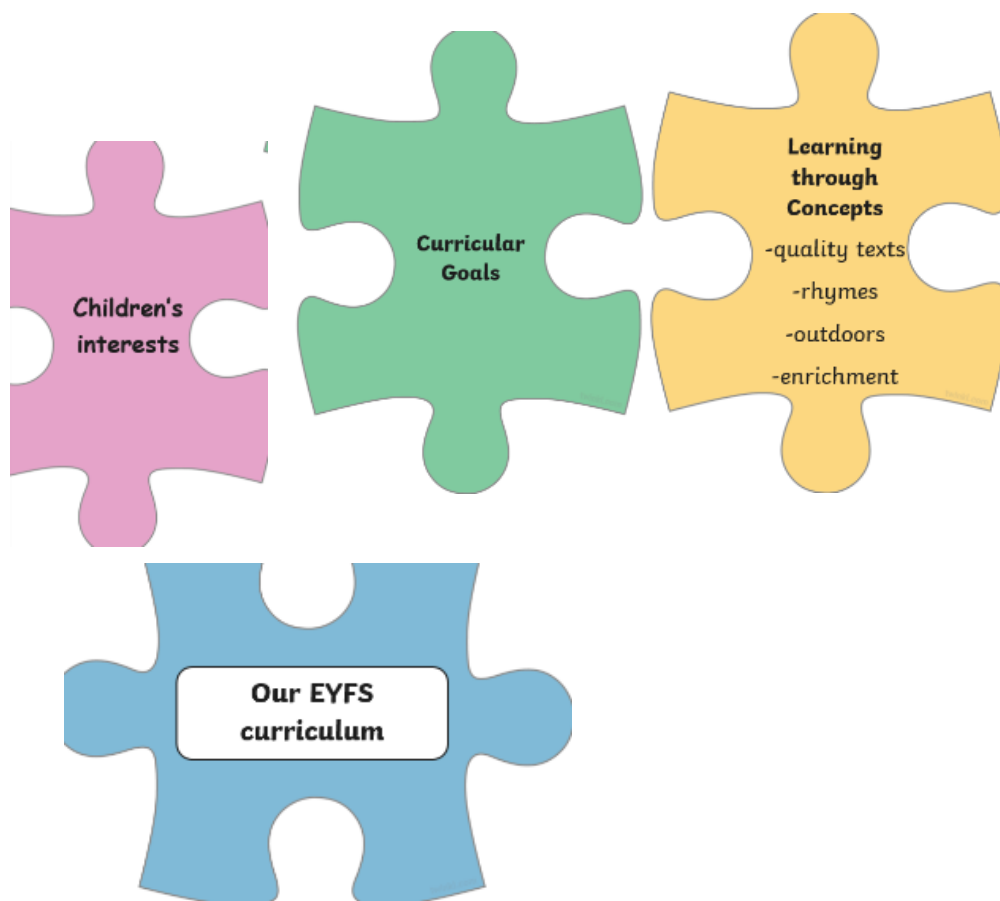 Children's
interests
Curricular
Goals
Learning
through
Concepts
-quality texts
-rhymes
-outdoors
-enrichment
Our EYFS
curriculum